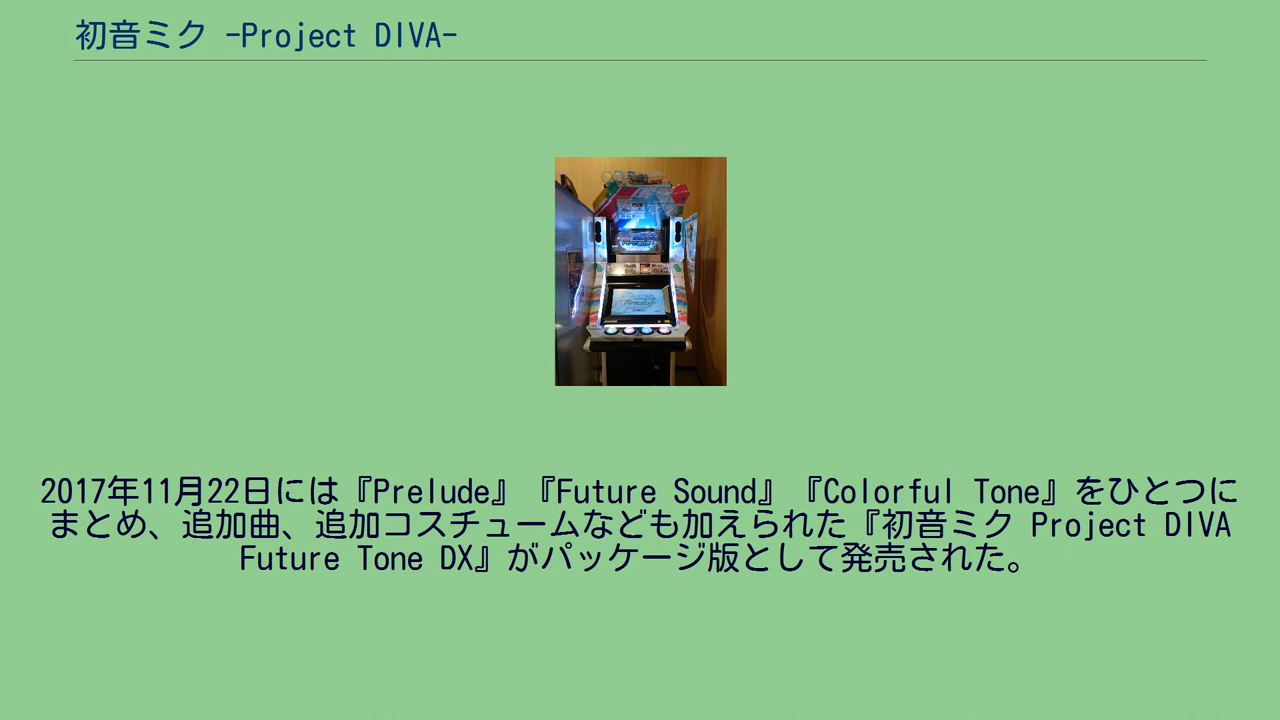 初音ミク -Project DIVA-
2017年11月22日には『Prelude』『Future Sound』『Colorful Tone』をひとつに
まとめ、追加曲、追加コスチュームなども加えられた『初音ミク Project DIVA
Future Tone DX』がパッケージ版として発売された。